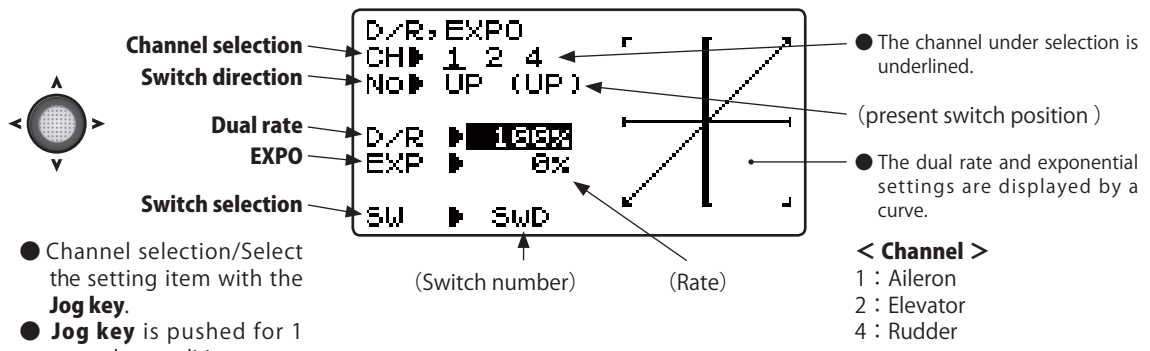 Channel selection
Switch direction
Dual rate
EXPO
Switch selection
D/R,EXPO
CH▶ 1 2 4
No▶ UP (UP)
D/R ▶ 100%
EXP ▶ 0%
SW ▶ SwD
(Switch number)
(Rate)
● The channel under selection is
underlined.
(present switch position )
● The dual rate and exponential
settings are displayed by a
curve.
● Channel selection/Select
the setting item with the
Jog key.
● Jog key is pushed for 1
< Channel >
1：Aileron
2：Elevator
4：Rudder